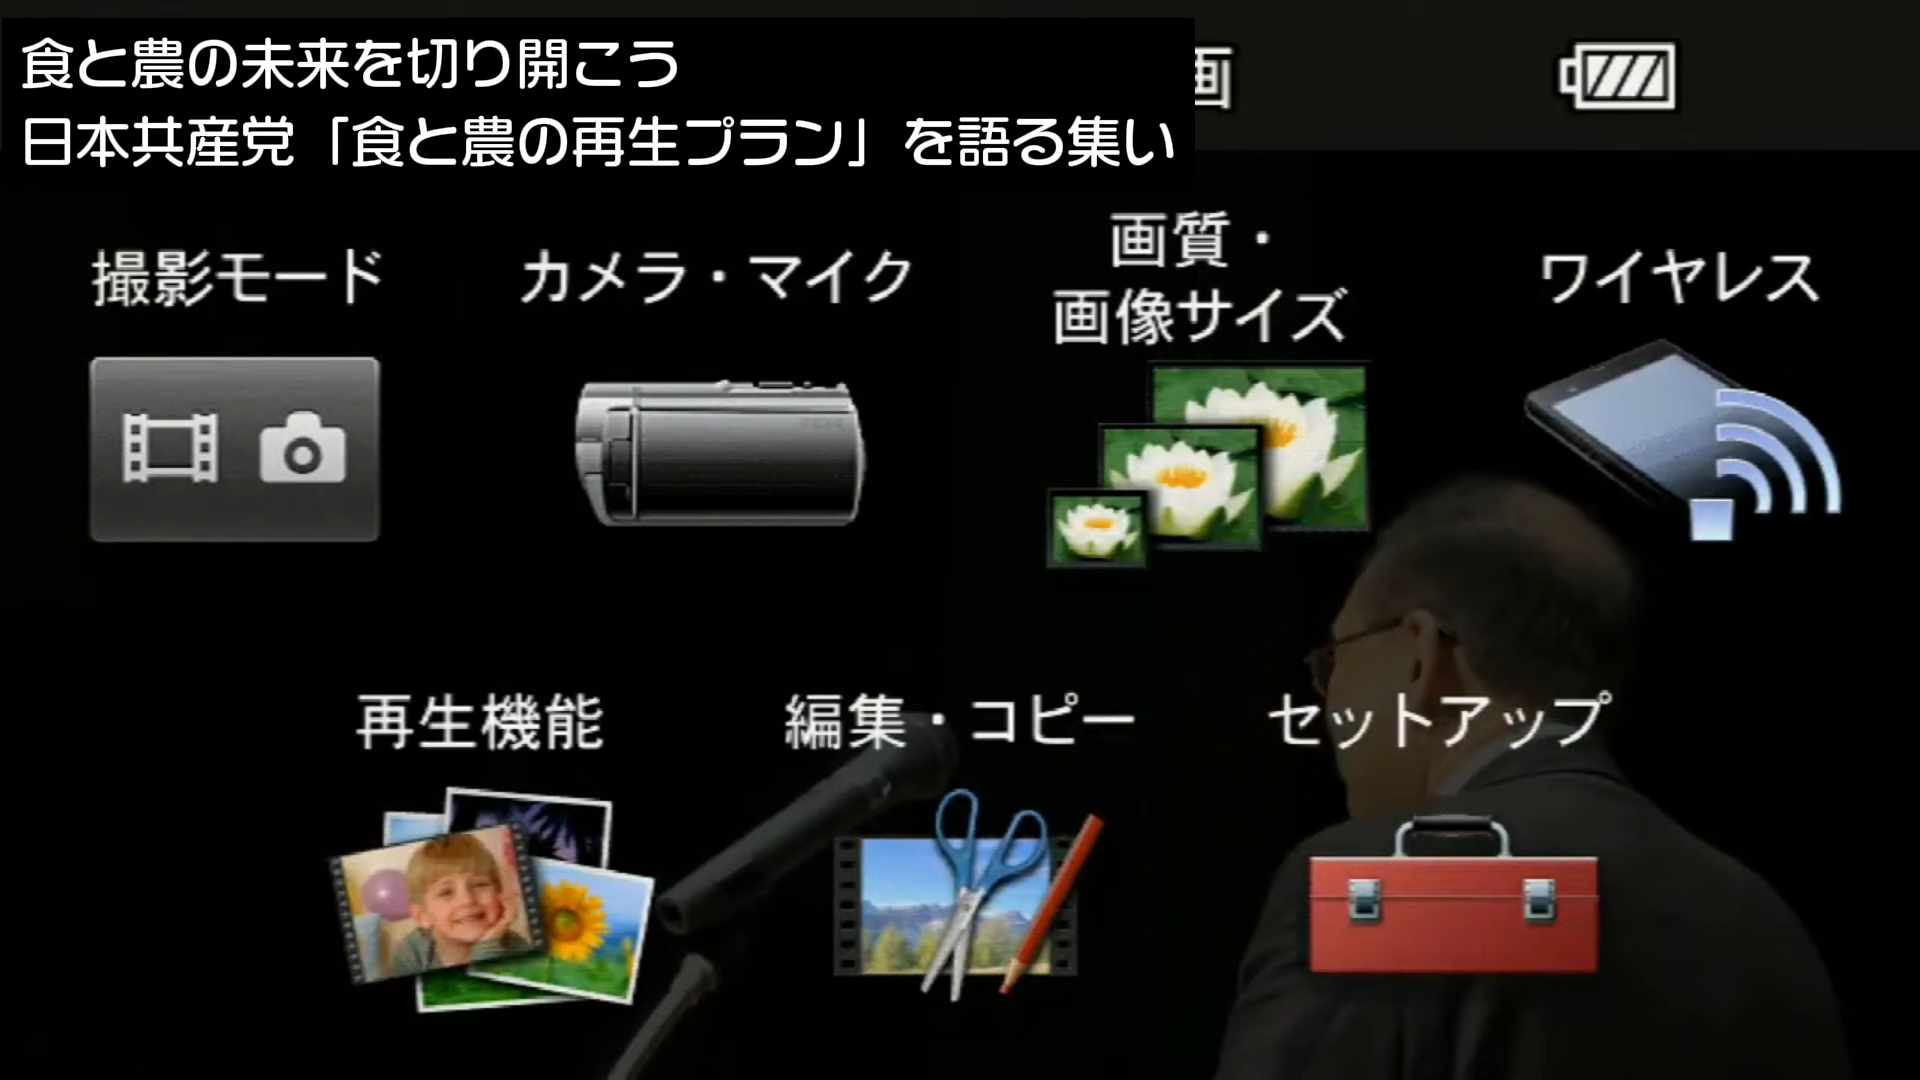 食と農の未来を切り開こう
日本共産党「食と農の再生プラン」を語る集い
画
撮影モード
カメラ・マイク
画質・
画像サイズ
ワイヤレス
再生機能
編集・コピー
セットアップ